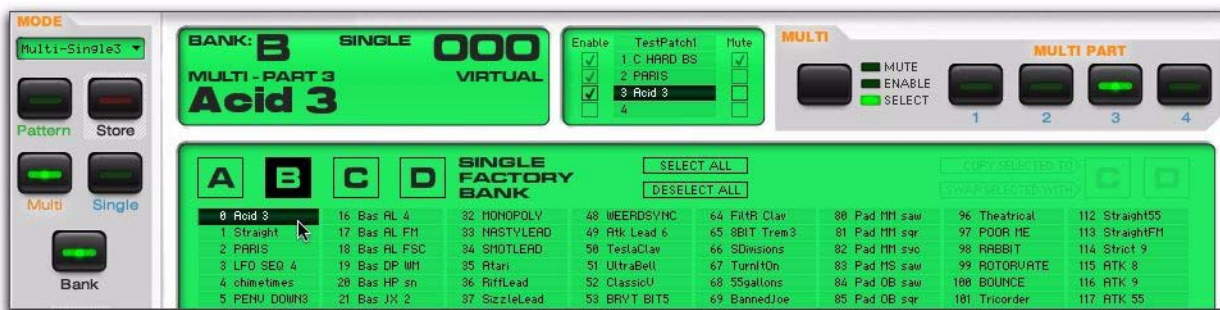 MODE
Multi-Single3
Pattern Store
Multi Single
Bank
BANK: B SINGLE 000
MULTI - PART 3 VIRTUAL
Acid 3
Enable TestPatch1 Mute
1 C HARD BS
2 PARIS
3 Acid 3
4
MULTI
MUTE
ENABLE
SELECT
MULTI PART
1 2 3 4
A B C D
SINGLE
FACTORY
BANK
SELECT ALL
DESELECT ALL
COPY SELECTED TO
SWAP SELECTED WITH
C D
0 Acid 3 16 Bas AL 4 32 MONOPOLY 48 WEERDSYNC 64 FiltR Clav 80 Pad MM saw 96 Theatrical 112 Straight55
1 Straight 17 Bas AL FM 33 NASTYLEAD 49 Atk Lead 6 65 8BIT Trem3 81 Pad MM sqr 97 POOR ME 113 StraightFM
2 PARIS 18 Bas AL FSC 34 SMOTLEAD 50 TeslaClav 66 SDivisions 82 Pad MM syc 98 RABBIT 114 Strict 9
3 LFO SEQ 4 19 Bas DP WM 35 Atari 51 UltraBell 67 TurnItOn 83 Pad MS saw 99 ROTORVATE 115 ATK 8
4 chimetimes 20 Bas HP sn 36 RiffLead 52 ClassicV 68 55gallons 84 Pad OB saw 100 BOUNCE 116 ATK 9
5 PENV DOWN3 21 Bas JX 2 37 SizzleLead 53 BRYT BITS 69 BannedJoe 85 Pad OB sqr 101 Tricorder 117 ATK 55